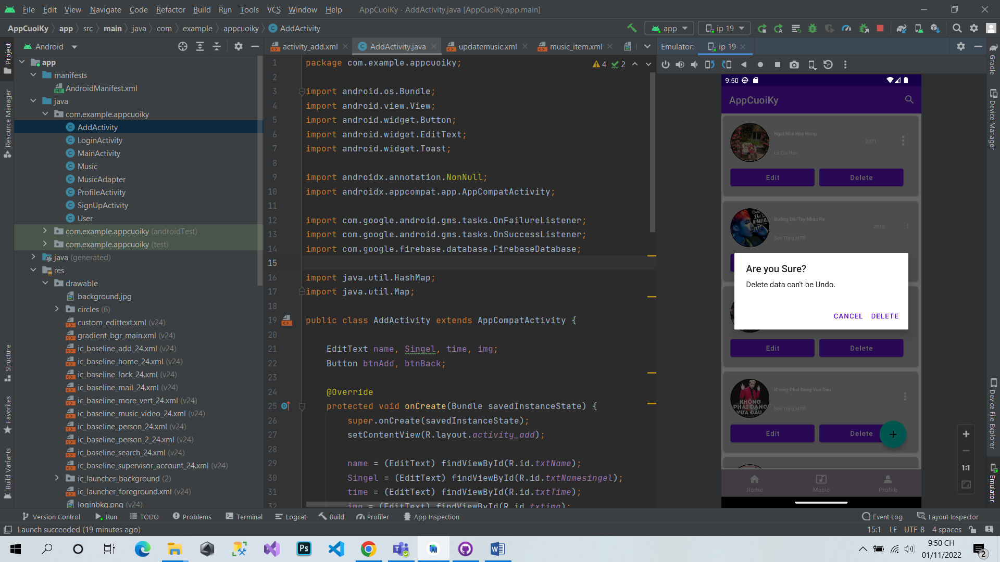 File Edit View Navigate Code Refactor Build Run Tools VCS Window Help AppCuoiKy - AddActivity.java [AppCuoiKy.app.main]
AppCuoiKy app src main java com example appcuoiky AddActivity
app ip 19
Project
Android
activity_add.xml AddActivity.java updatemusic.xml music_item.xml
Emulator: ip 19
Gradle
Device Manager
Device File Explorer
Emulator
Resource Manager
Structure
Favorites
Build Variants
app
manifests
AndroidManifest.xml
java
com.example.appcuoiky
AddActivity
LoginActivity
MainActivity
Music
MusicAdapter
ProfileActivity
SignUpActivity
User
com.example.appcuoiky (androidTest)
com.example.appcuoiky (test)
java (generated)
res
drawable
background.jpg
circles (6)
custom_edittext.xml (v24)
gradient_bgr_main.xml (v24)
ic_baseline_add_24.xml (v24)
ic_baseline_home_24.xml (v24)
ic_baseline_lock_24.xml (v24)
ic_baseline_mail_24.xml (v24)
ic_baseline_more_vert_24.xml (v24)
ic_baseline_music_video_24.xml (v24)
ic_baseline_person_24.xml (v24)
ic_baseline_person_2_24.xml (v24)
ic_baseline_search_24.xml (v24)
ic_baseline_supervisor_account_24.xml (v24)
ic_launcher_background (2)
ic_launcher_foreground.xml (v24)
loginbkg.png (v24)
4 2
1 package com.example.appcuoiky;
2
3 import android.os.Bundle;
4 import android.view.View;
5 import android.widget.Button;
6 import android.widget.EditText;
7 import android.widget.Toast;
8
9 import androidx.annotation.NonNull;
10 import androidx.appcompat.app.AppCompatActivity;
11
12 import com.google.android.gms.tasks.OnFailureListener;
13 import com.google.android.gms.tasks.OnSuccessListener;
14 import com.google.firebase.database.FirebaseDatabase;
15
16 import java.util.HashMap;
17 import java.util.Map;
18
19 public class AddActivity extends AppCompatActivity {
20
21 EditText name, Singel, time, img;
22 Button btnAdd, btnBack;
23
24 @Override
25 protected void onCreate(Bundle savedInstanceState) {
26 super.onCreate(savedInstanceState);
27 setContentView(R.layout.activity_add);
28
29 name = (EditText) findViewById(R.id.txtName);
30 Singel = (EditText) findViewById(R.id.txtNamesingel);
31 time = (EditText) findViewById(R.id.txtTime);
32 img = (EditText) findViewById(R.id.txtimg);
9:50
AppCuoiKy
Ngoi Nha Hoa Hong
2021
Le Gia Han
Edit Delete
Buông Đôi Tay Nhau Ra
2015
Sơn Tùng MTP
Are you Sure?
Delete data can't be Undo.
CANCEL DELETE
Edit Delete
Khong Phai Dang Vua Dau
Sơn Tùng MTP
KHÔNG
PHẢI DẠNG
VỪA ĐÂU
Edit Delete
Home Music Profile
1:1
Version Control Run TODO Problems Terminal Logcat Build Profiler App Inspection Event Log Layout Inspector
Launch succeeded (19 minutes ago) 15:1 LF UTF-8 4 spaces
Ps
9:50 CH
01/11/2022
2